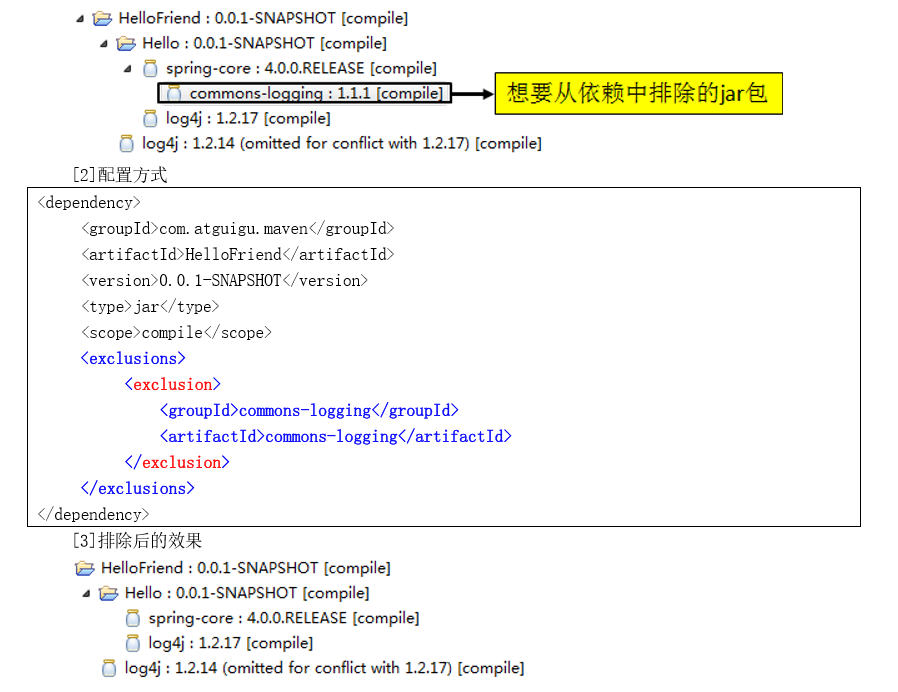 HelloFriend : 0.0.1-SNAPSHOT [compile]
Hello : 0.0.1-SNAPSHOT [compile]
spring-core : 4.0.0.RELEASE [compile]
commons-logging : 1.1.1 [compile] 想要从依赖中排除的jar包
log4j : 1.2.17 [compile]
log4j : 1.2.14 (omitted for conflict with 1.2.17) [compile]
[2]配置方式
<dependency>
<groupId>com.atguigu.maven</groupId>
<artifactId>HelloFriend</artifactId>
<version>0.0.1-SNAPSHOT</version>
<type>jar</type>
<scope>compile</scope>
<exclusions>
<exclusion>
<groupId>commons-logging</groupId>
<artifactId>commons-logging</artifactId>
</exclusion>
</exclusions>
</dependency>
[3]排除后的效果
HelloFriend : 0.0.1-SNAPSHOT [compile]
Hello : 0.0.1-SNAPSHOT [compile]
spring-core : 4.0.0.RELEASE [compile]
log4j : 1.2.17 [compile]
log4j : 1.2.14 (omitted for conflict with 1.2.17) [compile]